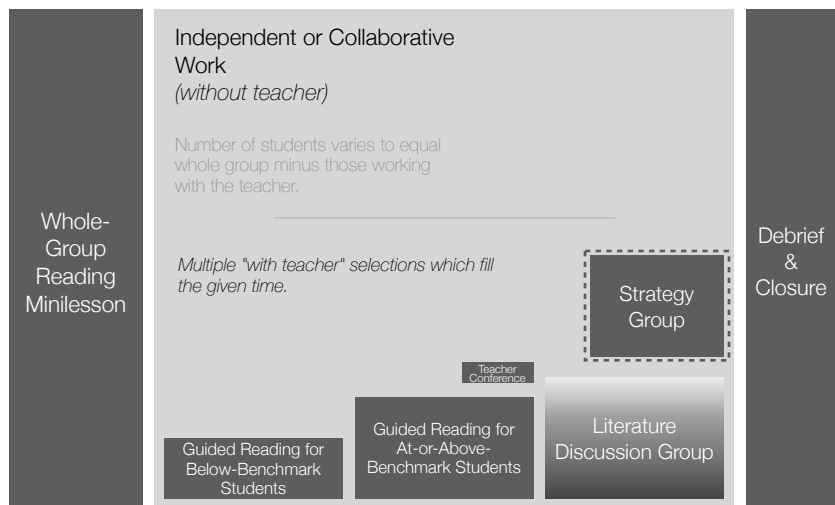 Whole-
Group
Reading
Minilesson
Independent or Collaborative
Work
(without teacher)
Number of students varies to equal
whole group minus those working
with the teacher.
Multiple "with teacher" selections which fill
the given time.
Strategy
Group
Teacher
Conference
Guided Reading for
Below-Benchmark
Students
Guided Reading for
At-or-Above-
Benchmark Students
Literature
Discussion Group
Debrief
&
Closure